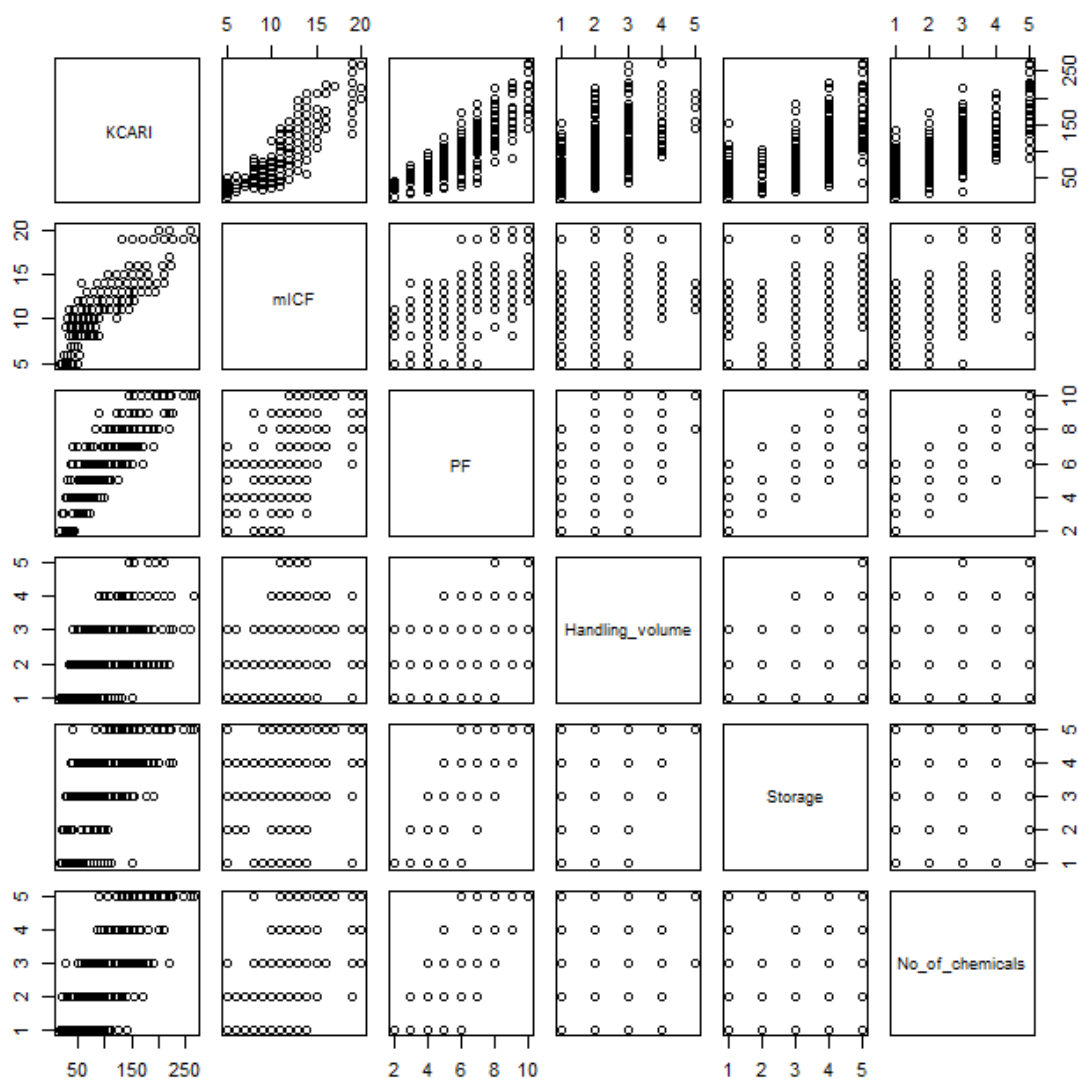 5 10 15 20 1 2 3 4 5 1 2 3 4 5
KCARI
50 150 250
mICF
5 10 15 20
PF
2 4 6 8 10
Handling_volume
1 2 3 4 5
Storage
1 2 3 4 5
No_of_chemicals
1 2 3 4 5
50 150 250 2 4 6 8 10 1 2 3 4 5